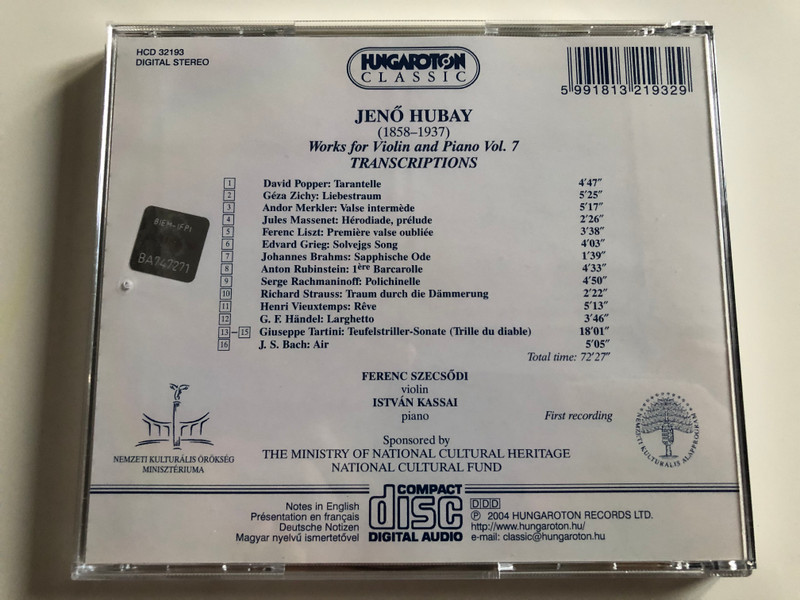 HCD 32193
DIGITAL STEREO
HUNGAROTON
CLASSIC
5 991813 219329
JENŐ HUBAY
(1858–1937)
Works for Violin and Piano Vol. 7
TRANSCRIPTIONS
1 David Popper: Tarantelle 4'47"
2 Géza Zichy: Liebestraum 5'25"
3 Andor Merkler: Valse intermède 5'17"
4 Jules Massenet: Hérodiade, prélude 2'26"
5 Ferenc Liszt: Première valse oubliée 3'38"
6 Edvard Grieg: Solvejgs Song 4'03"
7 Johannes Brahms: Sapphische Ode 1'39"
8 Anton Rubinstein: 1ère Barcarolle 4'33"
9 Serge Rachmaninoff: Polichinelle 4'50"
10 Richard Strauss: Traum durch die Dämmerung 2'22"
11 Henri Vieuxtemps: Rêve 5'13"
12 G. F. Händel: Larghetto 3'46"
13–15 Giuseppe Tartini: Teufelstriller-Sonate (Trille du diable) 18'01"
16 J. S. Bach: Air 5'05"
Total time: 72'27"
BIEM-IFPI
BA747271
FERENC SZECSŐDI
violin
ISTVÁN KASSAI
piano
First recording
Sponsored by
THE MINISTRY OF NATIONAL CULTURAL HERITAGE
NATIONAL CULTURAL FUND
NEMZETI KULTURÁLIS ÖRÖKSÉG
MINISZTÉRIUMA
NEMZETI KULTURÁLIS ALAPPROGRAM
Notes in English
Présentation en français
Deutsche Notizen
Magyar nyelvű ismertetővel
COMPACT
disc
DIGITAL AUDIO
DDD
℗ 2004 HUNGAROTON RECORDS LTD.
http://www.hungaroton.hu/
e-mail: classic@hungaroton.hu